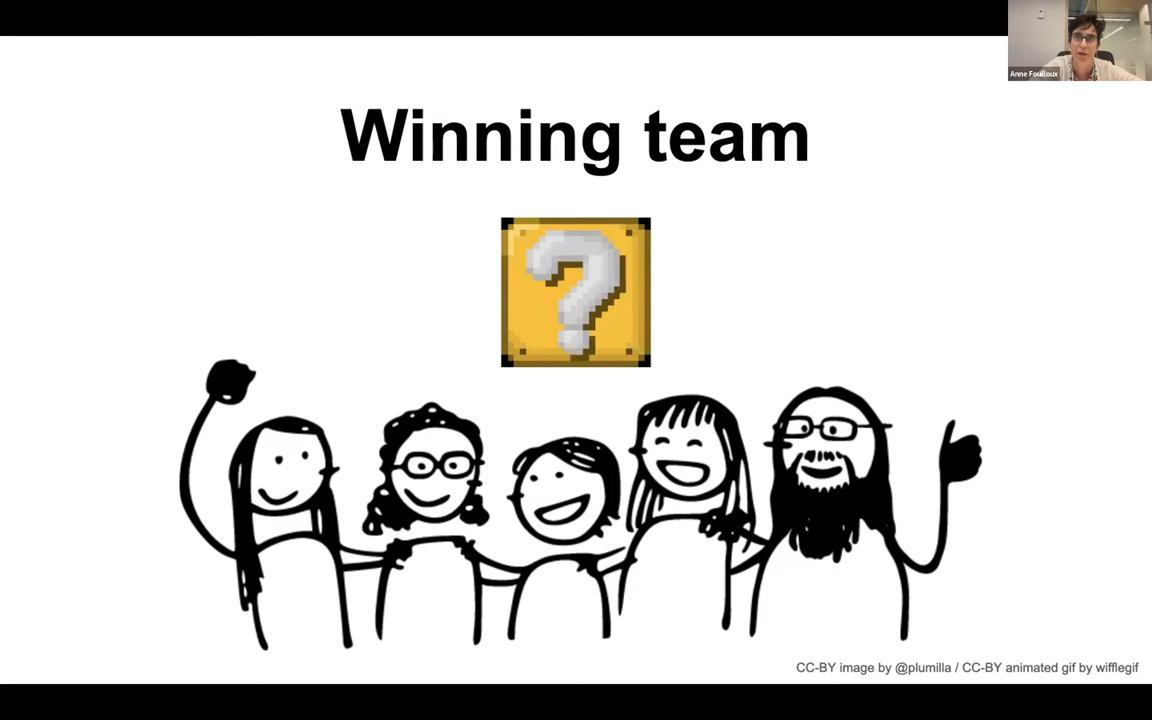 Anne Fouilloux
Winning team
?
CC-BY image by @plumilla / CC-BY animated gif by wifflegif